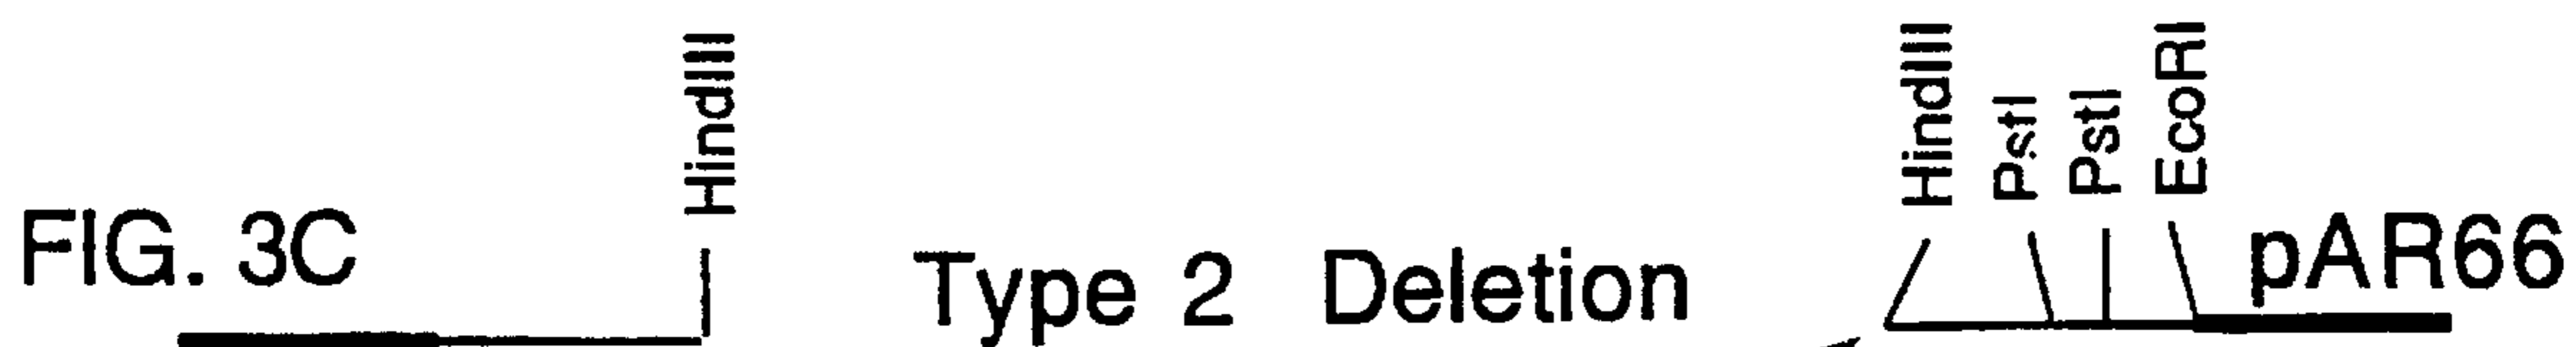 HindIII
HindIII
PstI
PstI
EcoRI
FIG. 3C
Type 2 Deletion
pAR66